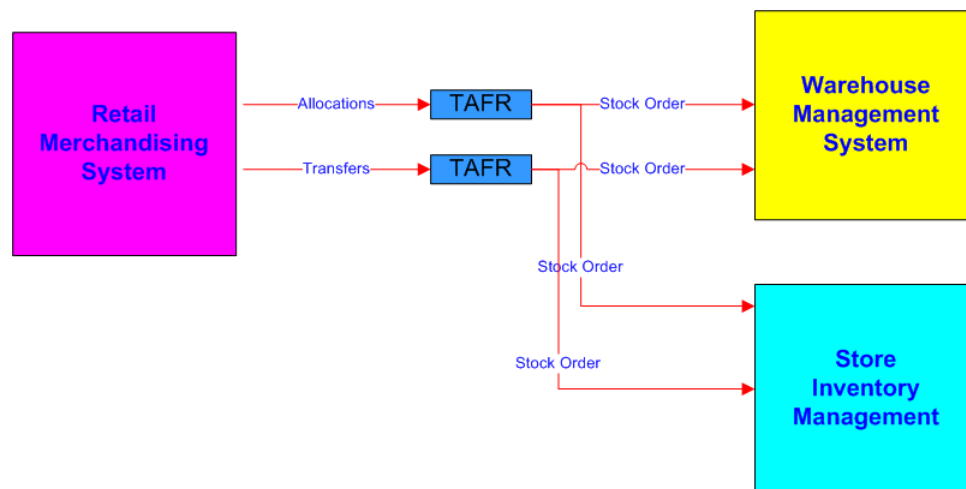 Retail
Merchandising
System
Allocations
TAFR
Stock Order
Transfers
TAFR
Stock Order
Warehouse
Management
System
Stock Order
Stock Order
Store
Inventory
Management